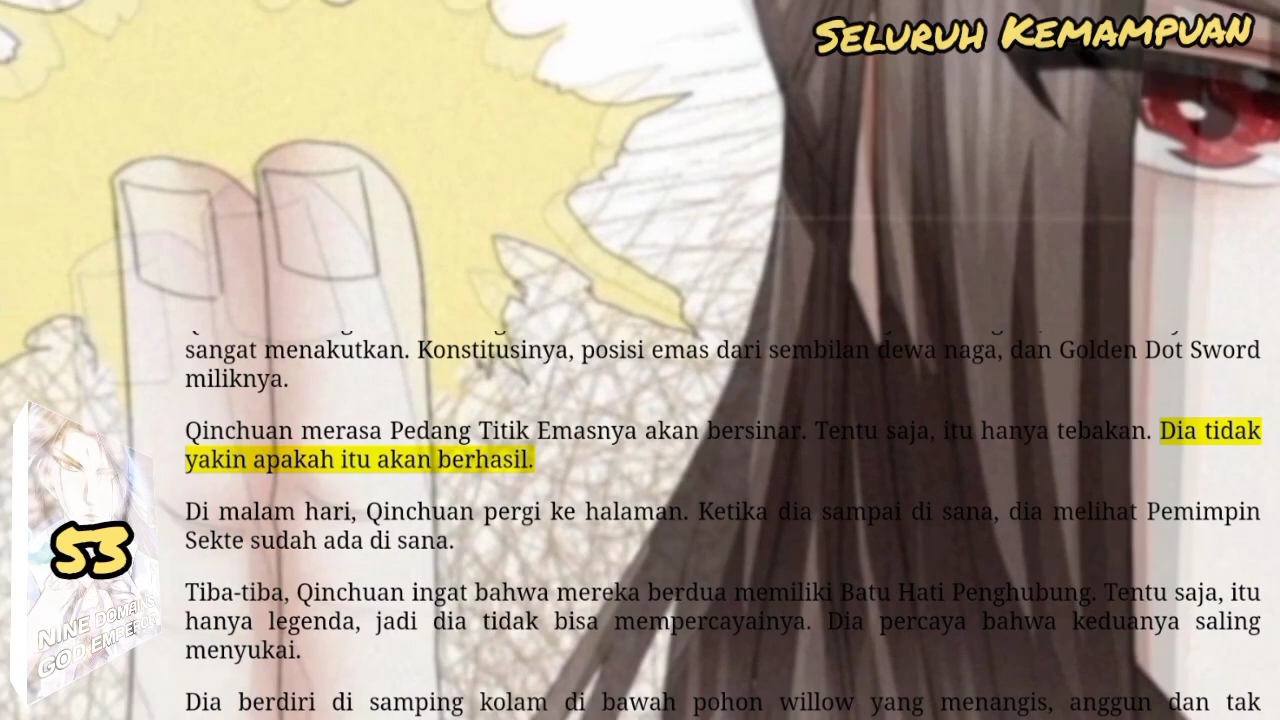 SELURUH KEMAMPUAN
sangat menakutkan. Konstitusinya, posisi emas dari sembilan dewa naga, dan Golden Dot Sword
miliknya.
Qinchuan merasa Pedang Titik Emasnya akan bersinar. Tentu saja, itu hanya tebakan. Dia tidak
yakin apakah itu akan berhasil.
Di malam hari, Qinchuan pergi ke halaman. Ketika dia sampai di sana, dia melihat Pemimpin
Sekte sudah ada di sana.
Tiba-tiba, Qinchuan ingat bahwa mereka berdua memiliki Batu Hati Penghubung. Tentu saja, itu
hanya legenda, jadi dia tidak bisa mempercayainya. Dia percaya bahwa keduanya saling
menyukai.
Dia berdiri di samping kolam di bawah pohon willow yang menangis, anggun dan tak
53
NINE DOMAINS
GOD EMPEROR